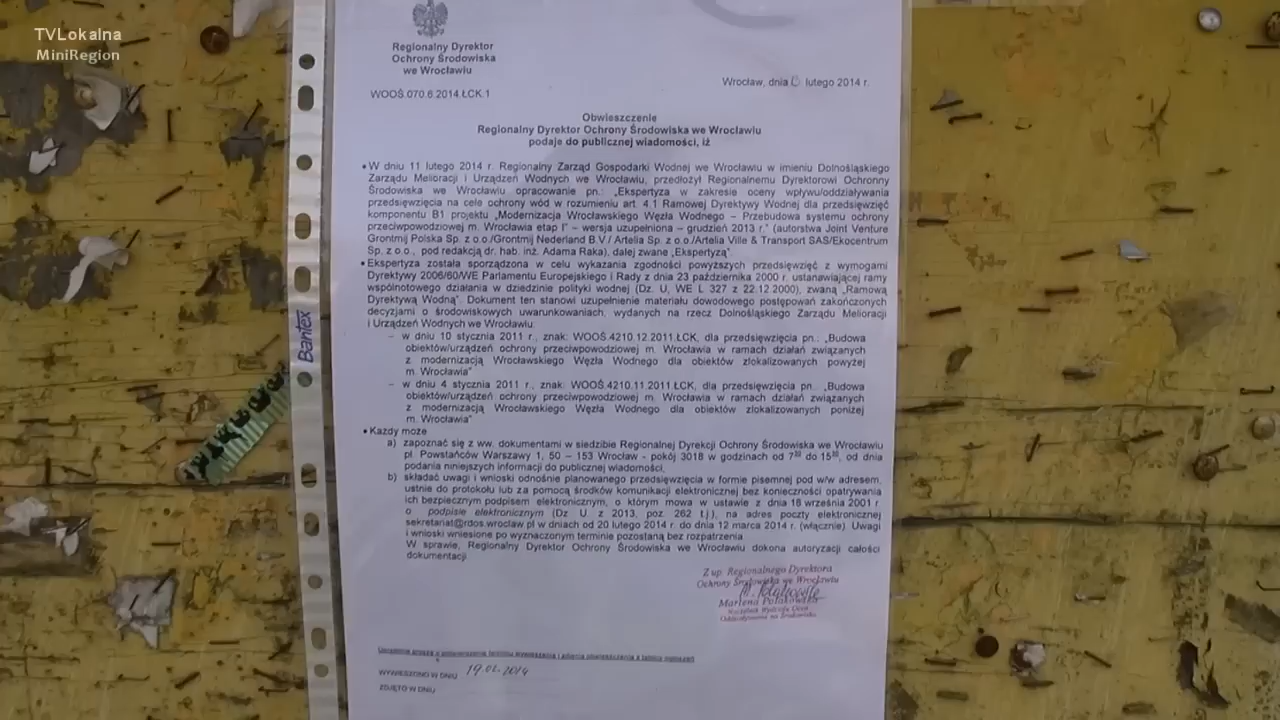 TVLokalna
MiniRegion
Regionalny Dyrektor
Ochrony Środowiska
we Wrocławiu
Wrocław, dnia lutego 2014 r.
WOOŚ.070.6.2014.ŁCK.1
Obwieszczenie
Regionalny Dyrektor Ochrony Środowiska we Wrocławiu
podaje do publicznej wiadomości, iż
• W dniu 11 lutego 2014 r. Regionalny Zarząd Gospodarki Wodnej we Wrocławiu w imieniu Dolnośląskiego
Zarządu Melioracji i Urządzeń Wodnych we Wrocławiu, przedłożył Regionalnemu Dyrektorowi Ochronny
Środowiska we Wrocławiu opracowanie pn.: „Ekspertyza w zakresie oceny wpływu/oddziaływania
przedsięwzięcia na cele ochrony wód w rozumieniu art. 4.1 Ramowej Dyrektywy Wodnej dla przedsięwzięć
komponentu B1 projektu „Modernizacja Wrocławskiego Węzła Wodnego – Przebudowa systemu ochrony
przeciwpowodziowej m. Wrocławia etap I" – wersja uzupełniona – grudzień 2013 r." (autorstwa Joint Venture
Grontmij Polska Sp. z o.o./Grontmij Nederland B.V./ Artelia Sp. z o.o./Artelia Ville & Transport SAS/Ekocentrum
Sp. z o.o., pod redakcją dr. hab. inż. Adama Raka), dalej zwane „Ekspertyzą".
• Ekspertyza została sporządzona w celu wykazania zgodności powyższych przedsięwzięć z wymogami
Dyrektywy 2006/60/WE Parlamentu Europejskiego i Rady z dnia 23 października 2000 r. ustanawiającej ramy
wspólnotowego działania w dziedzinie polityki wodnej (Dz. U. WE L 327 z 22.12.2000), zwaną „Ramową
Dyrektywą Wodną". Dokument ten stanowi uzupełnienie materiału dowodowego postępowań zakończonych
decyzjami o środowiskowych uwarunkowaniach, wydanych na rzecz Dolnośląskiego Zarządu Melioracji
i Urządzeń Wodnych we Wrocławiu:
– w dniu 10 stycznia 2011 r., znak: WOOŚ.4210.12.2011.ŁCK, dla przedsięwzięcia pn.: „Budowa
obiektów/urządzeń ochrony przeciwpowodziowej m. Wrocławia w ramach działań związanych
z modernizacją Wrocławskiego Węzła Wodnego dla obiektów zlokalizowanych powyżej
m. Wrocławia"
– w dniu 4 stycznia 2011 r., znak: WOOŚ.4210.11.2011.ŁCK, dla przedsięwzięcia pn.: „Budowa
obiektów/urządzeń ochrony przeciwpowodziowej m. Wrocławia w ramach działań związanych
z modernizacją Wrocławskiego Węzła Wodnego dla obiektów zlokalizowanych poniżej
m. Wrocławia"
Bantex
• Każdy może
a) zapoznać się z ww. dokumentami w siedzibie Regionalnej Dyrekcji Ochrony Środowiska we Wrocławiu
pl. Powstańców Warszawy 1, 50 – 153 Wrocław - pokój 3018 w godzinach od 7³⁰ do 15³⁰, od dnia
podania niniejszych informacji do publicznej wiadomości,
b) składać uwagi i wnioski odnośnie planowanego przedsięwzięcia w formie pisemnej pod w/w adresem,
ustnie do protokołu lub za pomocą środków komunikacji elektronicznej bez konieczności opatrywania
ich bezpiecznym podpisem elektronicznym, o którym mowa w ustawie z dnia 18 września 2001 r.
o podpisie elektronicznym (Dz. U. z 2013, poz. 262 t.j.), na adres poczty elektronicznej
sekretariat@rdos.wroclaw.pl w dniach od 20 lutego 2014 r. do dnia 12 marca 2014 r. (włącznie). Uwagi
i wnioski wniesione po wyznaczonym terminie pozostaną bez rozpatrzenia.
W sprawie, Regionalny Dyrektor Ochrony Środowiska we Wrocławiu dokona autoryzacji całości
dokumentacji.
Z up. Regionalnego Dyrektora
Ochrony Środowiska we Wrocławiu
Marlena
Naczelnik Wydziału Ocen
Oddziaływania na Środowisko
WYWIESZONO W DNIU 19.02.2014
ZDJĘTO W DNIU